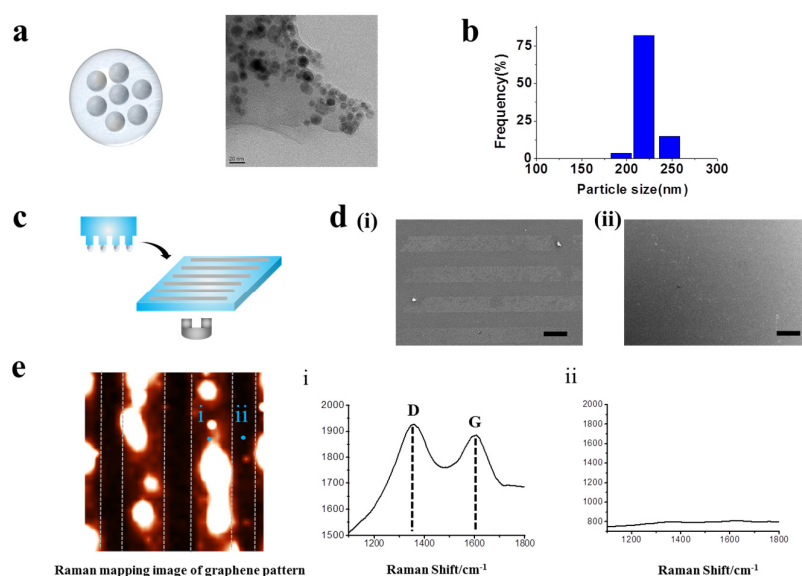 a
20 nm
b
Frequency(%)
75
50
25
0
100 150 200 250 300
Particle size(nm)
c
d (i)
(ii)
e
i
ii
Raman mapping image of graphene pattern
i
D
G
2000
1900
1800
1700
1600
1500
1200 1400 1600 1800
Raman Shift/cm⁻¹
ii
2000
1800
1600
1400
1200
1000
800
1200 1400 1600 1800
Raman Shift/cm⁻¹